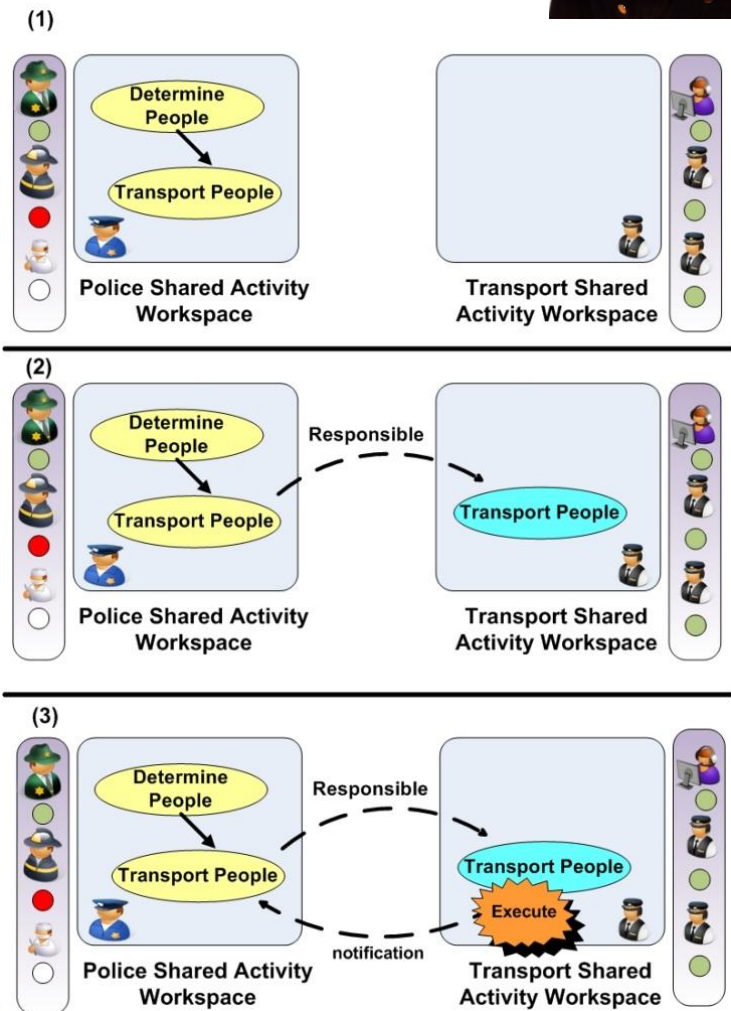 (1)
Determine
People
Transport People
Police Shared Activity
Workspace
Transport Shared
Activity Workspace
(2)
Determine
People
Transport People
Responsible
Transport People
Police Shared Activity
Workspace
Transport Shared
Activity Workspace
(3)
Determine
People
Transport People
Responsible
Transport People
Execute
notification
Police Shared Activity
Workspace
Transport Shared
Activity Workspace